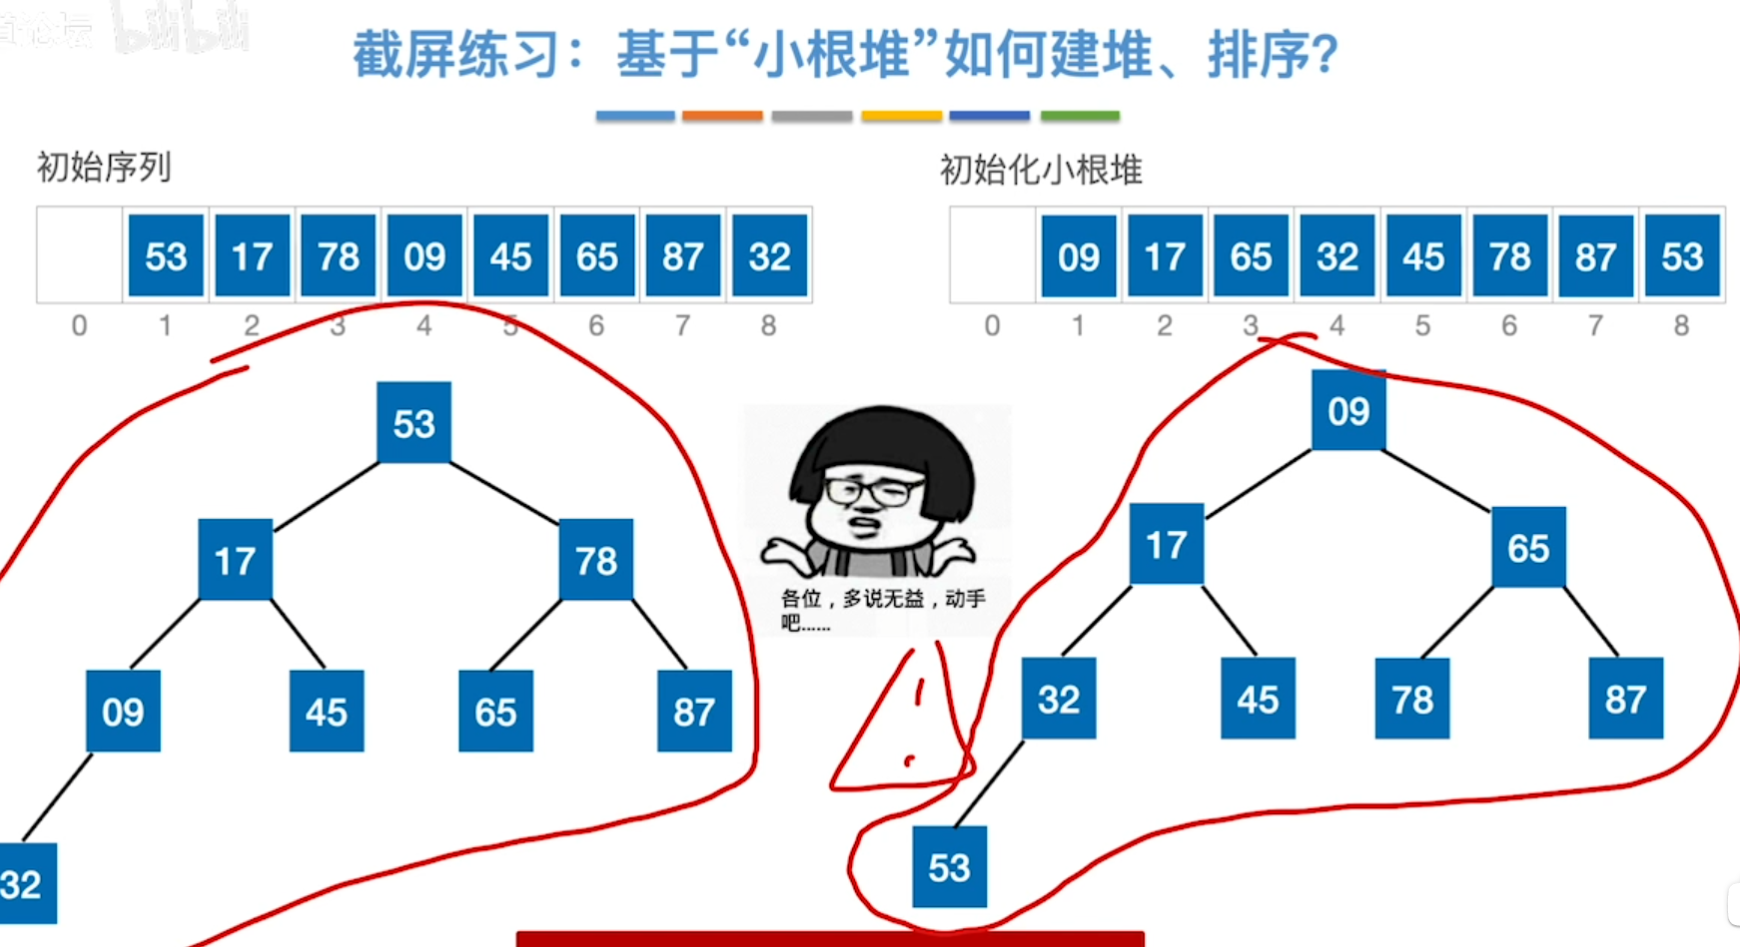 bilibili
截屏练习：基于“小根堆”如何建堆、排序？
初始序列
53 17 78 09 45 65 87 32
0 1 2 3 4 5 6 7 8
53
17 78
09 45 65 87
32
各位，多说无益，动手
吧......
初始化小根堆
09 17 65 32 45 78 87 53
0 1 2 3 4 5 6 7 8
09
17 65
32 45 78 87
53